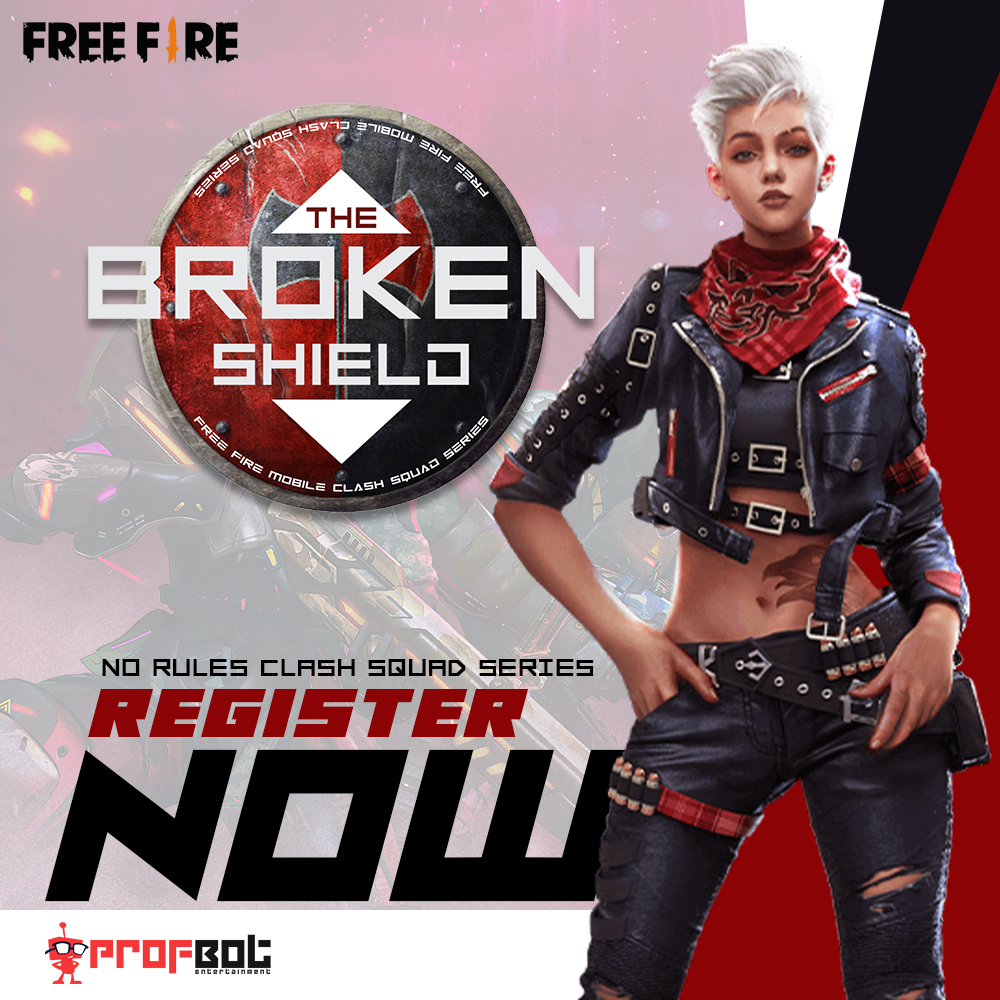 FREE FIRE
FREE FIRE MOBILE CLASH SQUAD SERIES
THE
BROKEN
SHIELD
FREE FIRE MOBILE CLASH SQUAD SERIES
NO RULES CLASH SQUAD SERIES
REGISTER
NOW
PROFBOT
entertainment